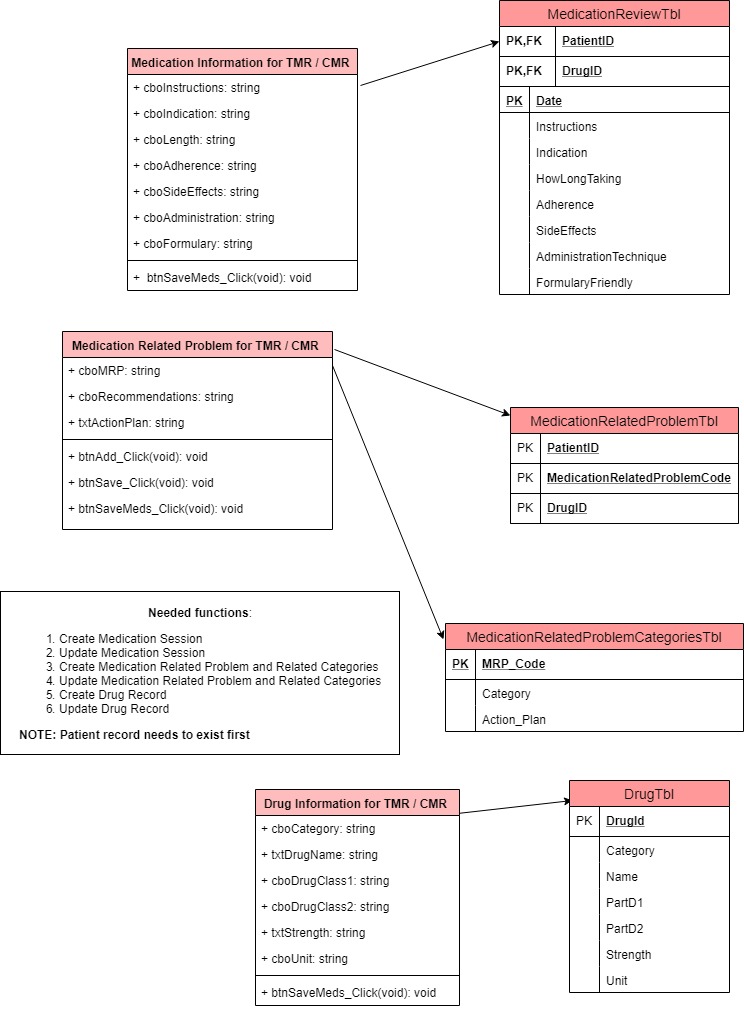 MedicationReviewTbl
PK,FK PatientID
PK,FK DrugID
PK Date
Instructions
Indication
HowLongTaking
Adherence
SideEffects
AdministrationTechnique
FormularyFriendly
Medication Information for TMR / CMR
+ cboInstructions: string
+ cboIndication: string
+ cboLength: string
+ cboAdherence: string
+ cboSideEffects: string
+ cboAdministration: string
+ cboFormulary: string
+ btnSaveMeds_Click(void): void
Medication Related Problem for TMR / CMR
+ cboMRP: string
+ cboRecommendations: string
+ txtActionPlan: string
+ btnAdd_Click(void): void
+ btnSave_Click(void): void
+ btnSaveMeds_Click(void): void
MedicationRelatedProblemTbl
PK PatientID
PK MedicationRelatedProblemCode
PK DrugID
Needed functions:
1. Create Medication Session
2. Update Medication Session
3. Create Medication Related Problem and Related Categories
4. Update Medication Related Problem and Related Categories
5. Create Drug Record
6. Update Drug Record
NOTE: Patient record needs to exist first
MedicationRelatedProblemCategoriesTbl
PK MRP_Code
Category
Action_Plan
Drug Information for TMR / CMR
+ cboCategory: string
+ txtDrugName: string
+ cboDrugClass1: string
+ cboDrugClass2: string
+ txtStrength: string
+ cboUnit: string
+ btnSaveMeds_Click(void): void
DrugTbl
PK DrugId
Category
Name
PartD1
PartD2
Strength
Unit